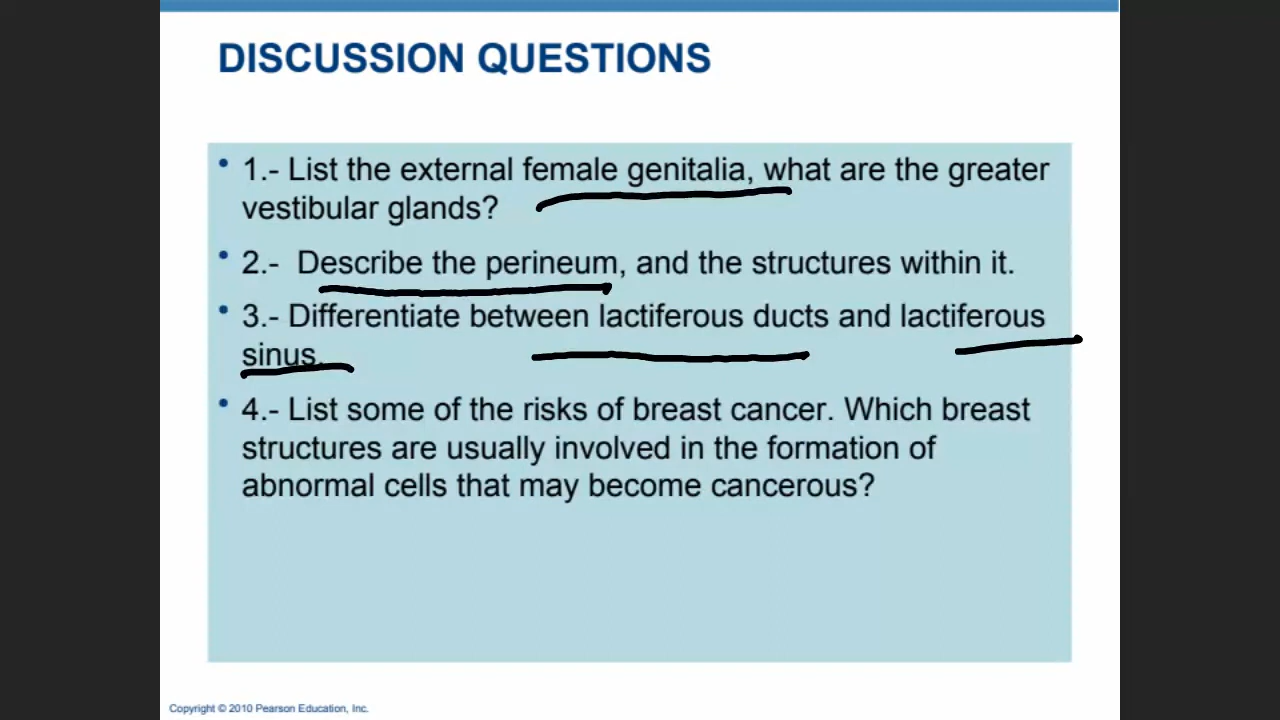 DISCUSSION QUESTIONS
• 1.- List the external female genitalia, what are the greater
vestibular glands?
• 2.- Describe the perineum, and the structures within it.
• 3.- Differentiate between lactiferous ducts and lactiferous
sinus.
• 4.- List some of the risks of breast cancer. Which breast
structures are usually involved in the formation of
abnormal cells that may become cancerous?
Copyright © 2010 Pearson Education, Inc.